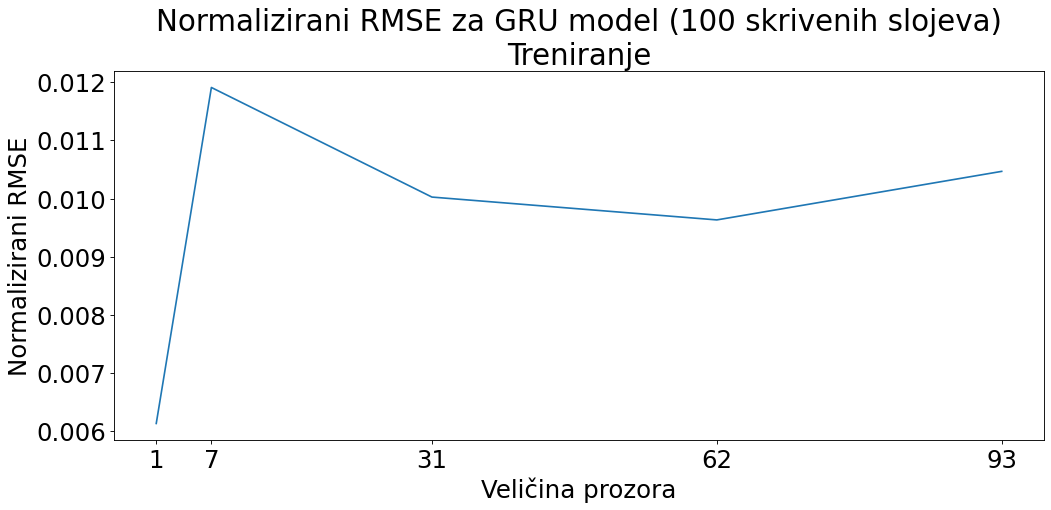 Normalizirani RMSE za GRU model (100 skrivenih slojeva)
Treniranje
Normalizirani RMSE
0.012
0.011
0.010
0.009
0.008
0.007
0.006
1 7 31 62 93
Veličina prozora